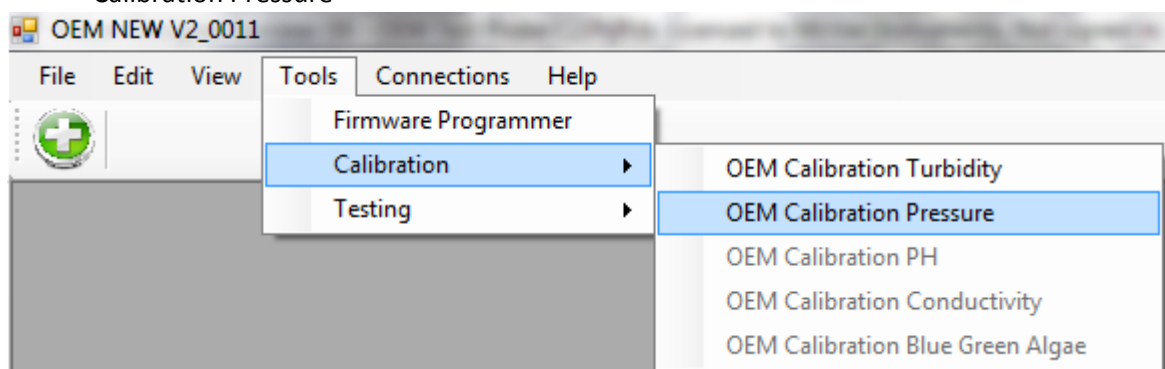 Calibration Pressure
OEM NEW V2_0011
File Edit View Tools Connections Help
Firmware Programmer
Calibration
Testing
OEM Calibration Turbidity
OEM Calibration Pressure
OEM Calibration PH
OEM Calibration Conductivity
OEM Calibration Blue Green Algae